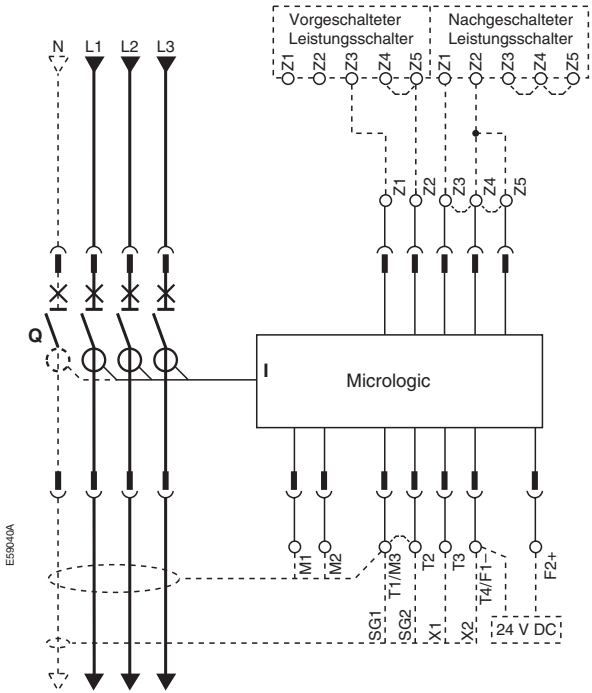 Vorgeschalteter
Leistungsschalter
Nachgeschalteter
Leistungsschalter
N L1 L2 L3
Z1 Z2 Z3 Z4 Z5 Z1 Z2 Z3 Z4 Z5
Z1 Z2 Z3 Z4 Z5
Q
I
Micrologic
E59040A
M1 M2 T1/M3 T2 T3 T4/F1– F2+
SG1 SG2 X1 X2
24 V DC